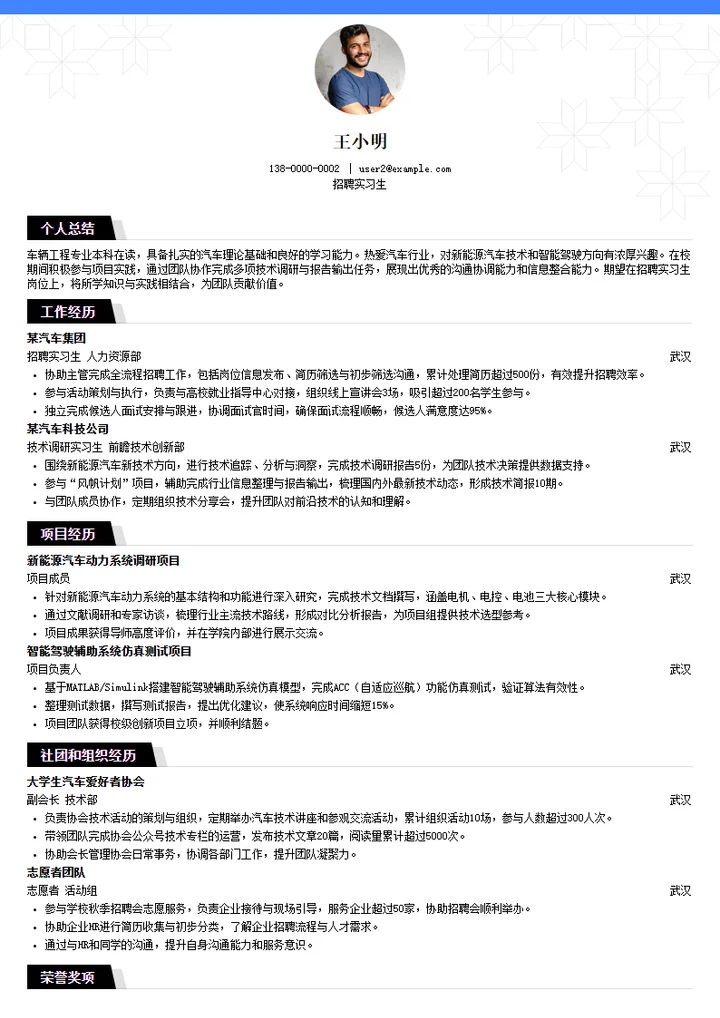 王小明
138-0000-0002 | user2@example.com
招聘实习生
个人总结
车辆工程专业本科在读，具备扎实的汽车理论基础和良好的学习能力。热爱汽车行业，对新能源汽车技术和智能驾驶方向有浓厚兴趣。在校
期间积极参与项目实践，通过团队协作完成多项技术调研与报告输出任务，展现出优秀的沟通协调能力和信息整合能力。期望在招聘实习生
岗位上，将所学知识与实践相结合，为团队贡献价值。
工作经历
某汽车集团
招聘实习生 人力资源部 武汉
• 协助主管完成全流程招聘工作，包括岗位信息发布、简历筛选与初步筛选沟通，累计处理简历超过500份，有效提升招聘效率。
• 参与活动策划与执行，负责与高校就业指导中心对接，组织线上宣讲会3场，吸引超过200名学生参与。
• 独立完成候选人面试安排与跟进，协调面试官时间，确保面试流程顺畅，候选人满意度达95%。
某汽车科技公司
技术调研实习生 前瞻技术创新部 武汉
• 围绕新能源汽车新技术方向，进行技术追踪、分析与洞察，完成技术调研报告5份，为团队技术决策提供数据支持。
• 参与“风帆计划”项目，辅助完成行业信息整理与报告输出，梳理国内外最新技术动态，形成技术简报10期。
• 与团队成员协作，定期组织技术分享会，提升团队对前沿技术的认知和理解。
项目经历
新能源汽车动力系统调研项目
项目成员 武汉
• 针对新能源汽车动力系统的基本结构和功能进行深入研究，完成技术文档撰写，涵盖电机、电控、电池三大核心模块。
• 通过文献调研和专家访谈，梳理行业主流技术路线，形成对比分析报告，为项目组提供技术选型参考。
• 项目成果获得导师高度评价，并在学院内部进行展示交流。
智能驾驶辅助系统仿真测试项目
项目负责人 武汉
• 基于MATLAB/Simulink搭建智能驾驶辅助系统仿真模型，完成ACC（自适应巡航）功能仿真测试，验证算法有效性。
• 整理测试数据，撰写测试报告，提出优化建议，使系统响应时间缩短15%。
• 项目团队获得校级创新项目立项，并顺利结题。
社团和组织经历
大学生汽车爱好者协会
副会长 技术部 武汉
• 负责协会技术活动的策划与组织，定期举办汽车技术讲座和参观交流活动，累计组织活动10场，参与人数超过300人次。
• 带领团队完成协会公众号技术专栏的运营，发布技术文章20篇，阅读量累计超过5000次。
• 协助会长管理协会日常事务，协调各部门工作，提升团队凝聚力。
志愿者团队
志愿者 活动组 武汉
• 参与学校秋季招聘会志愿服务，负责企业接待与现场引导，服务企业超过50家，协助招聘会顺利举办。
• 协助企业HR进行简历收集与初步分类，了解企业招聘流程与人才需求。
• 通过与HR和同学的沟通，提升自身沟通能力和服务意识。
荣誉奖项